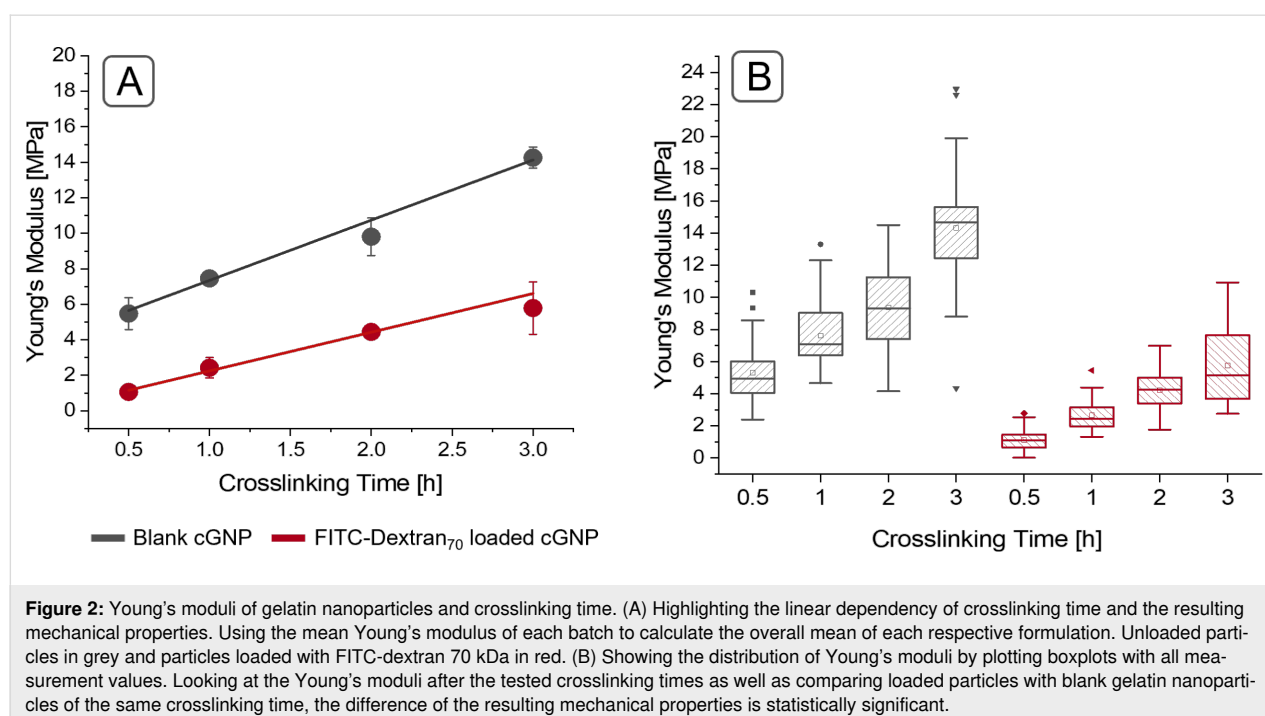 A
Young's Modulus [MPa]
20
18
16
14
12
10
8
6
4
2
0
0.5 1.0 1.5 2.0 2.5 3.0
Crosslinking Time [h]
Blank cGNP FITC-Dextran70 loaded cGNP
B
Young's Modulus [MPa]
24
22
20
18
16
14
12
10
8
6
4
2
0
0.5 1 2 3 0.5 1 2 3
Crosslinking Time [h]
Figure 2: Young's moduli of gelatin nanoparticles and crosslinking time. (A) Highlighting the linear dependency of crosslinking time and the resulting
mechanical properties. Using the mean Young's modulus of each batch to calculate the overall mean of each respective formulation. Unloaded parti-
cles in grey and particles loaded with FITC-dextran 70 kDa in red. (B) Showing the distribution of Young's moduli by plotting boxplots with all mea-
surement values. Looking at the Young's moduli after the tested crosslinking times as well as comparing loaded particles with blank gelatin nanoparti-
cles of the same crosslinking time, the difference of the resulting mechanical properties is statistically significant.